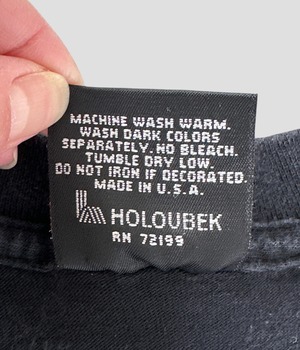 MACHINE WASH WARM.
WASH DARK COLORS
SEPARATELY. NO BLEACH.
TUMBLE DRY LOW.
DO NOT IRON IF DECORATED.
MADE IN U.S.A.
HOLOUBEK
RN 72199